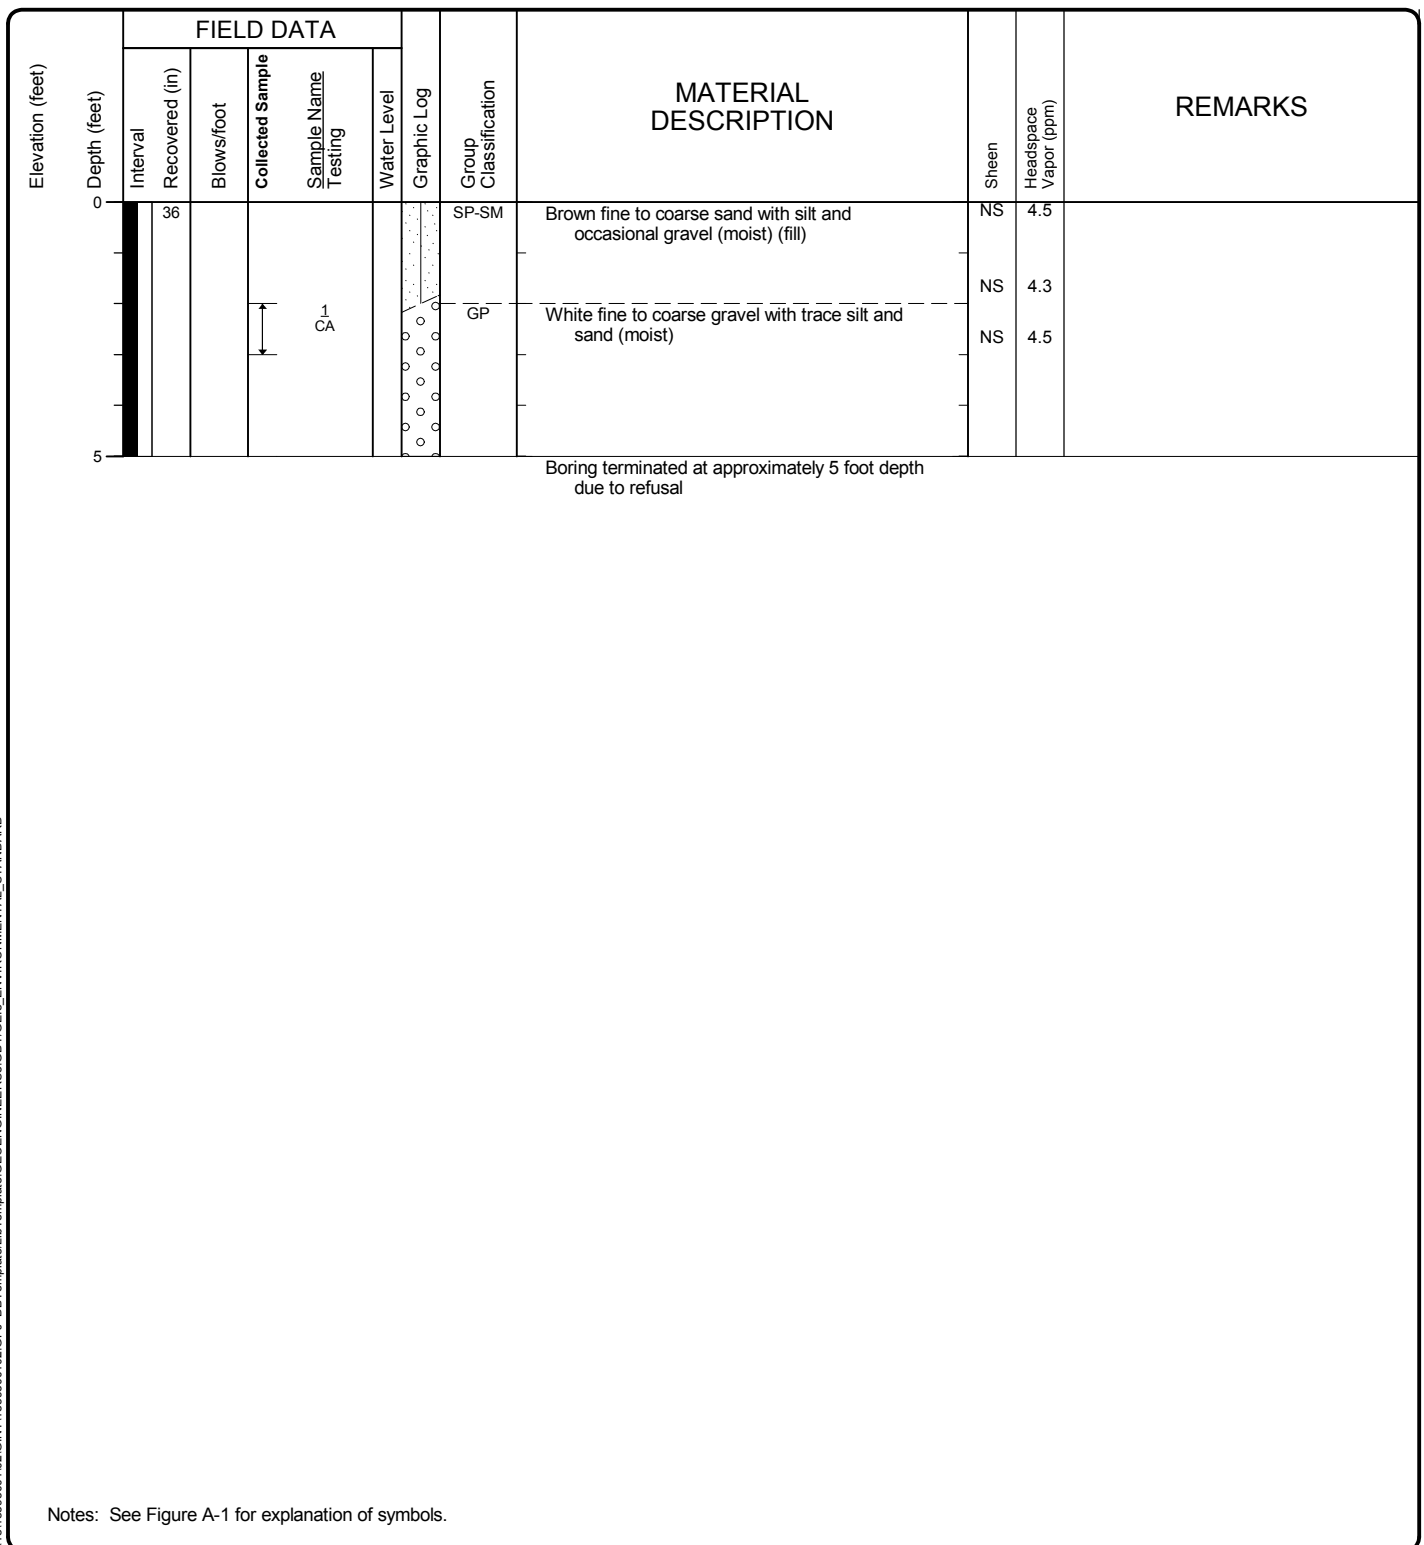 FIELD DATA
Elevation (feet)
Depth (feet)
Interval
Recovered (in)
Blows/foot
Collected Sample
Sample Name
Testing
Water Level
Graphic Log
Group
Classification
MATERIAL
DESCRIPTION
Sheen
Headspace
Vapor (ppm)
REMARKS
0
36
SP-SM
Brown fine to coarse sand with silt and
occasional gravel (moist) (fill)
NS
4.5
NS
4.3
1
CA
GP
White fine to coarse gravel with trace silt and
sand (moist)
NS
4.5
5
Boring terminated at approximately 5 foot depth
due to refusal
Notes: See Figure A-1 for explanation of symbols.